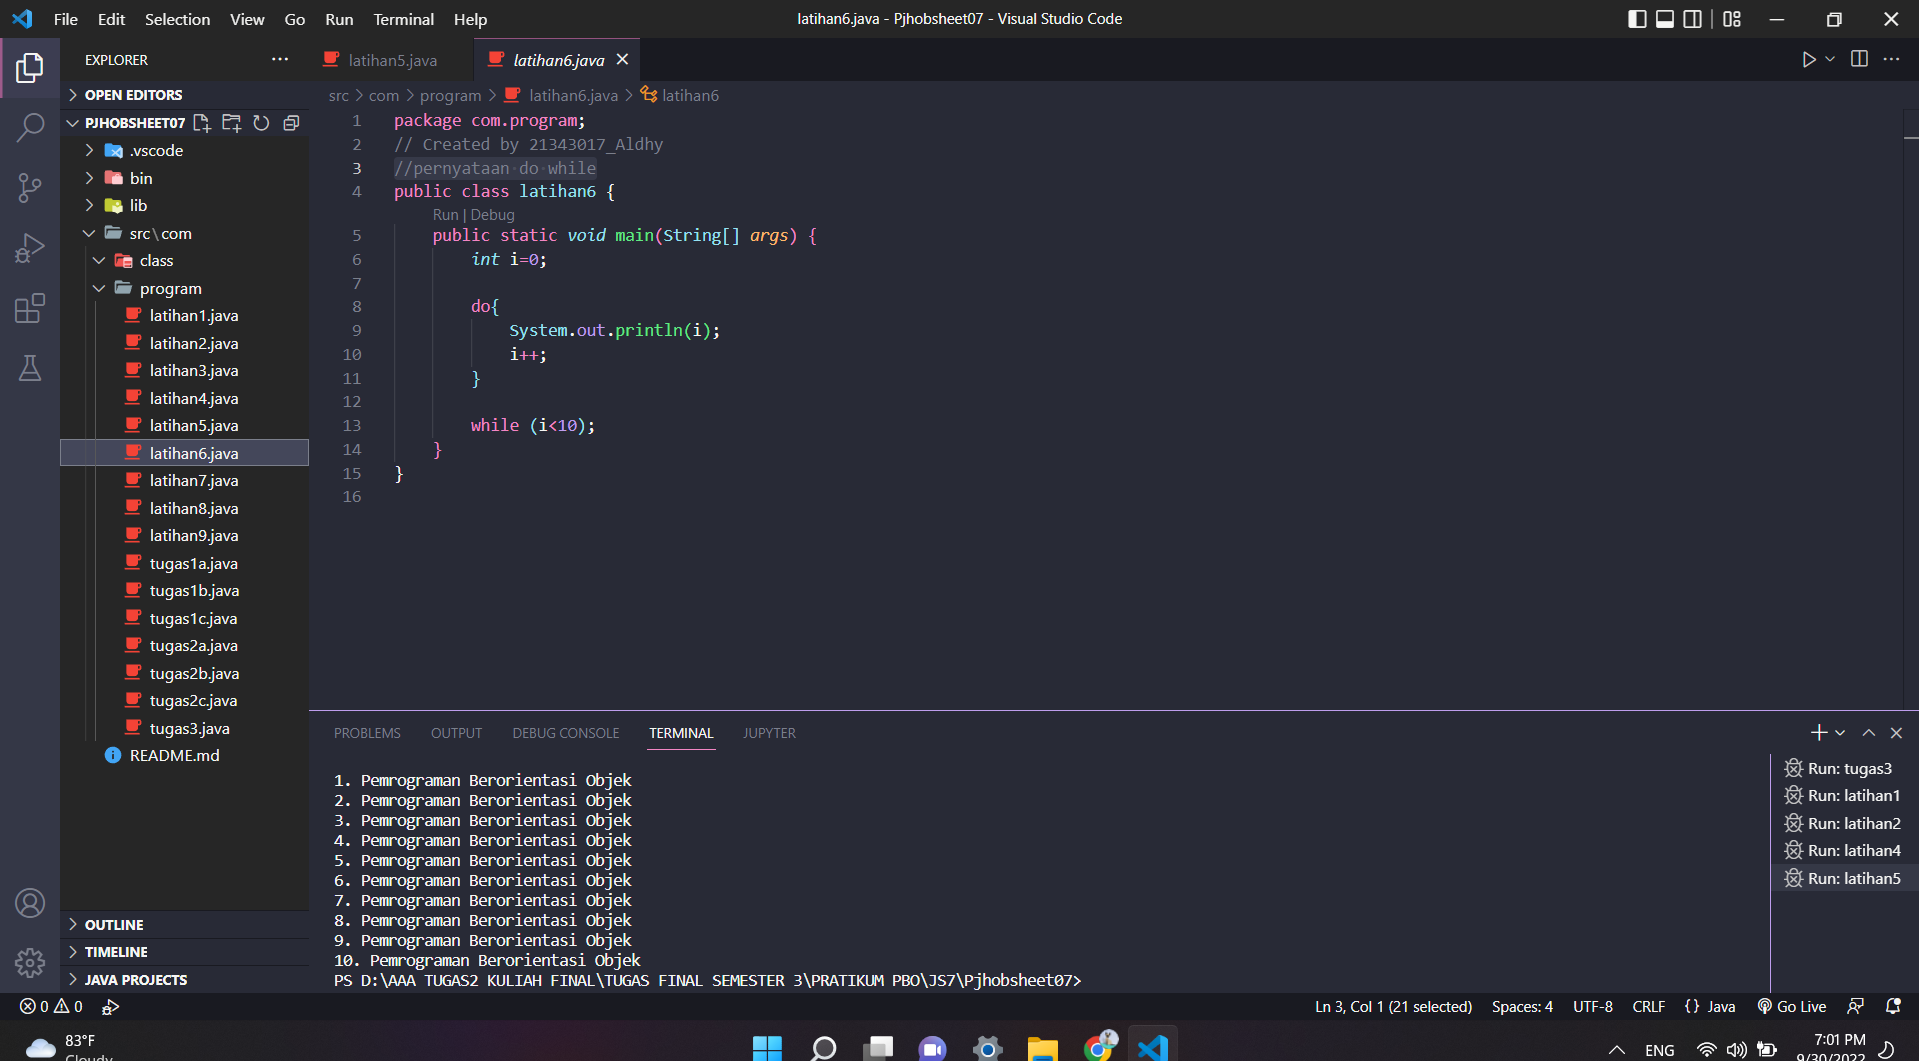 File Edit Selection View Go Run Terminal Help
latihan6.java - Pjhobsheet07 - Visual Studio Code
EXPLORER
OPEN EDITORS
PJHOBSHEET07
.vscode
bin
lib
src\com
class
program
latihan1.java
latihan2.java
latihan3.java
latihan4.java
latihan5.java
latihan6.java
latihan7.java
latihan8.java
latihan9.java
tugas1a.java
tugas1b.java
tugas1c.java
tugas2a.java
tugas2b.java
tugas2c.java
tugas3.java
README.md
OUTLINE
TIMELINE
JAVA PROJECTS
latihan5.java
latihan6.java
src > com > program > latihan6.java > latihan6
1 package com.program;
2 // Created by 21343017_Aldhy
3 //pernyataan do while
4 public class latihan6 {
Run | Debug
5 public static void main(String[] args) {
6 int i=0;
7
8 do{
9 System.out.println(i);
10 i++;
11 }
12
13 while (i<10);
14 }
15 }
16
PROBLEMS OUTPUT DEBUG CONSOLE TERMINAL JUPYTER
1. Pemrograman Berorientasi Objek
2. Pemrograman Berorientasi Objek
3. Pemrograman Berorientasi Objek
4. Pemrograman Berorientasi Objek
5. Pemrograman Berorientasi Objek
6. Pemrograman Berorientasi Objek
7. Pemrograman Berorientasi Objek
8. Pemrograman Berorientasi Objek
9. Pemrograman Berorientasi Objek
10. Pemrograman Berorientasi Objek
PS D:\AAA TUGAS2 KULIAH FINAL\TUGAS FINAL SEMESTER 3\PRATIKUM PBO\JS7\Pjhobsheet07>
Run: tugas3
Run: latihan1
Run: latihan2
Run: latihan4
Run: latihan5
0 0
Ln 3, Col 1 (21 selected) Spaces: 4 UTF-8 CRLF {} Java Go Live
83°F
Cloudy
ENG
7:01 PM
9/30/2022